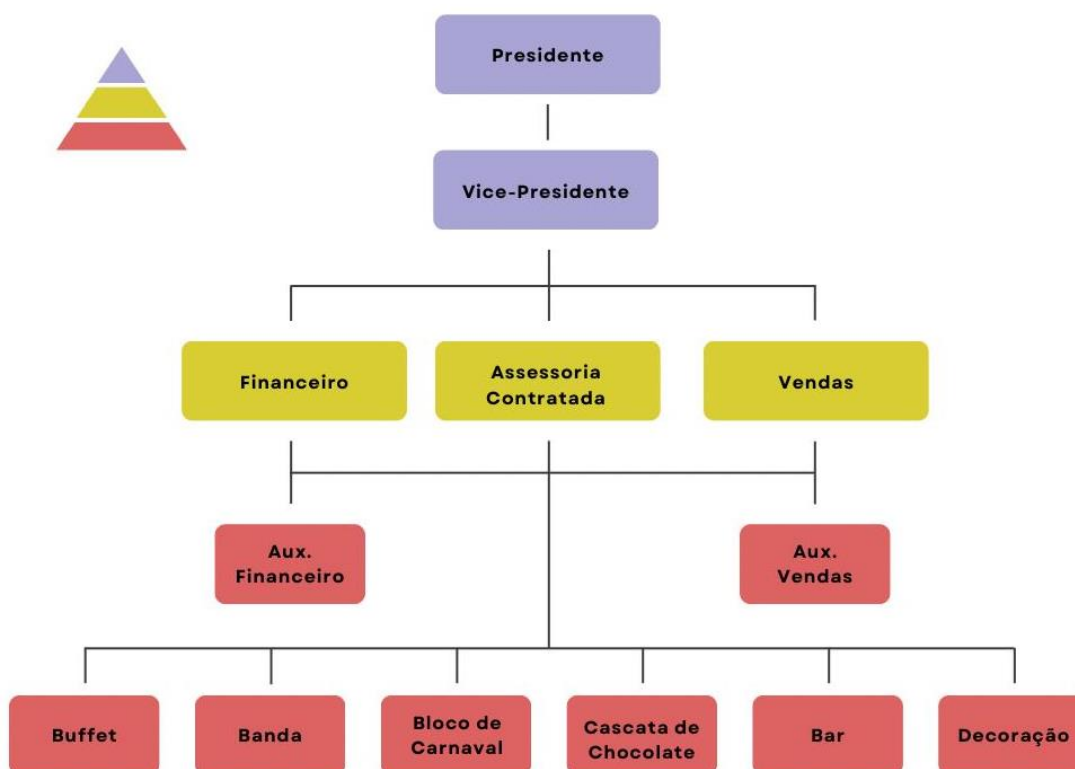 Presidente
Vice-Presidente
Financeiro
Assessoria
Contratada
Vendas
Aux.
Financeiro
Aux.
Vendas
Buffet
Banda
Bloco de
Carnaval
Cascata de
Chocolate
Bar
Decoração